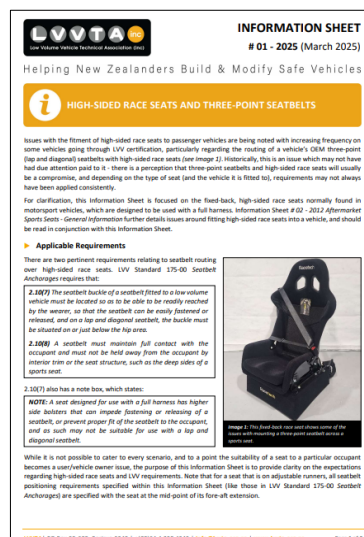 LVVTA inc
Low Volume Vehicle Technical Association (Inc)
INFORMATION SHEET
# 01 - 2025 (March 2025)
Helping New Zealanders Build & Modify Safe Vehicles
i
HIGH-SIDED RACE SEATS AND THREE-POINT SEATBELTS
Issues with the fitment of high-sided race seats to passenger vehicles are being noted with increasing frequency on
some vehicles going through LVV certification, particularly regarding the routing of a vehicle's OEM three-point
(lap and diagonal) seatbelts with high-sided race seats (see Image 1). Historically, this is an issue which may not have
had due attention paid to it - there is a perception that three-point seatbelts and high-sided race seats will usually
be a compromise, and depending on the type of seat (and the vehicle it is fitted to), requirements may not always
have been applied consistently.
For clarification, this Information Sheet is focused on the fixed-back, high-sided race seats normally found in
motorsport vehicles, which are designed to be used with a full harness. Information Sheet # 02 - 2012 Aftermarket
Sports Seats - General Information further details issues around fitting high-sided race seats into a vehicle, and should
be read in conjunction with this Information Sheet.
Applicable Requirements
There are two pertinent requirements relating to seatbelt routing
over high-sided race seats. LVV Standard 175-00 Seatbelt
Anchorages requires that:
2.10(7) The seatbelt buckle of a seatbelt fitted to a low volume
vehicle must be located so as to be able to be readily reached
by the wearer, so that the seatbelt can be easily fastened or
released, and on a lap and diagonal seatbelt, the buckle must
be situated on or just below the hip area.
2.10(8) A seatbelt must maintain full contact with the
occupant and must not be held away from the occupant by
interior trim or the seat structure, such as the deep sides of a
sports seat.
2.10(7) also has a note box, which states:
NOTE: A seat designed for use with a full harness has higher
side bolsters that can impede fastening or releasing of a
seatbelt, or prevent proper fit of the seatbelt to the occupant,
and as such may not be suitable for use with a lap and
diagonal seatbelt.
Image 1: This fixed-back race seat shows some of the
issues with mounting a three-point seatbelt across a
sports seat.
While it is not possible to cater to every scenario, and to a point the suitability of a seat to a particular occupant
becomes a user/vehicle owner issue, the purpose of this Information Sheet is to provide clarity on the expectations
regarding high-sided race seats and LVV requirements. Note that for a seat that is on adjustable runners, all seatbelt
positioning requirements specified within this Information Sheet (like those in LVV Standard 175-00 Seatbelt
Anchorages) are specified with the seat at the mid-point of its fore-aft extension.